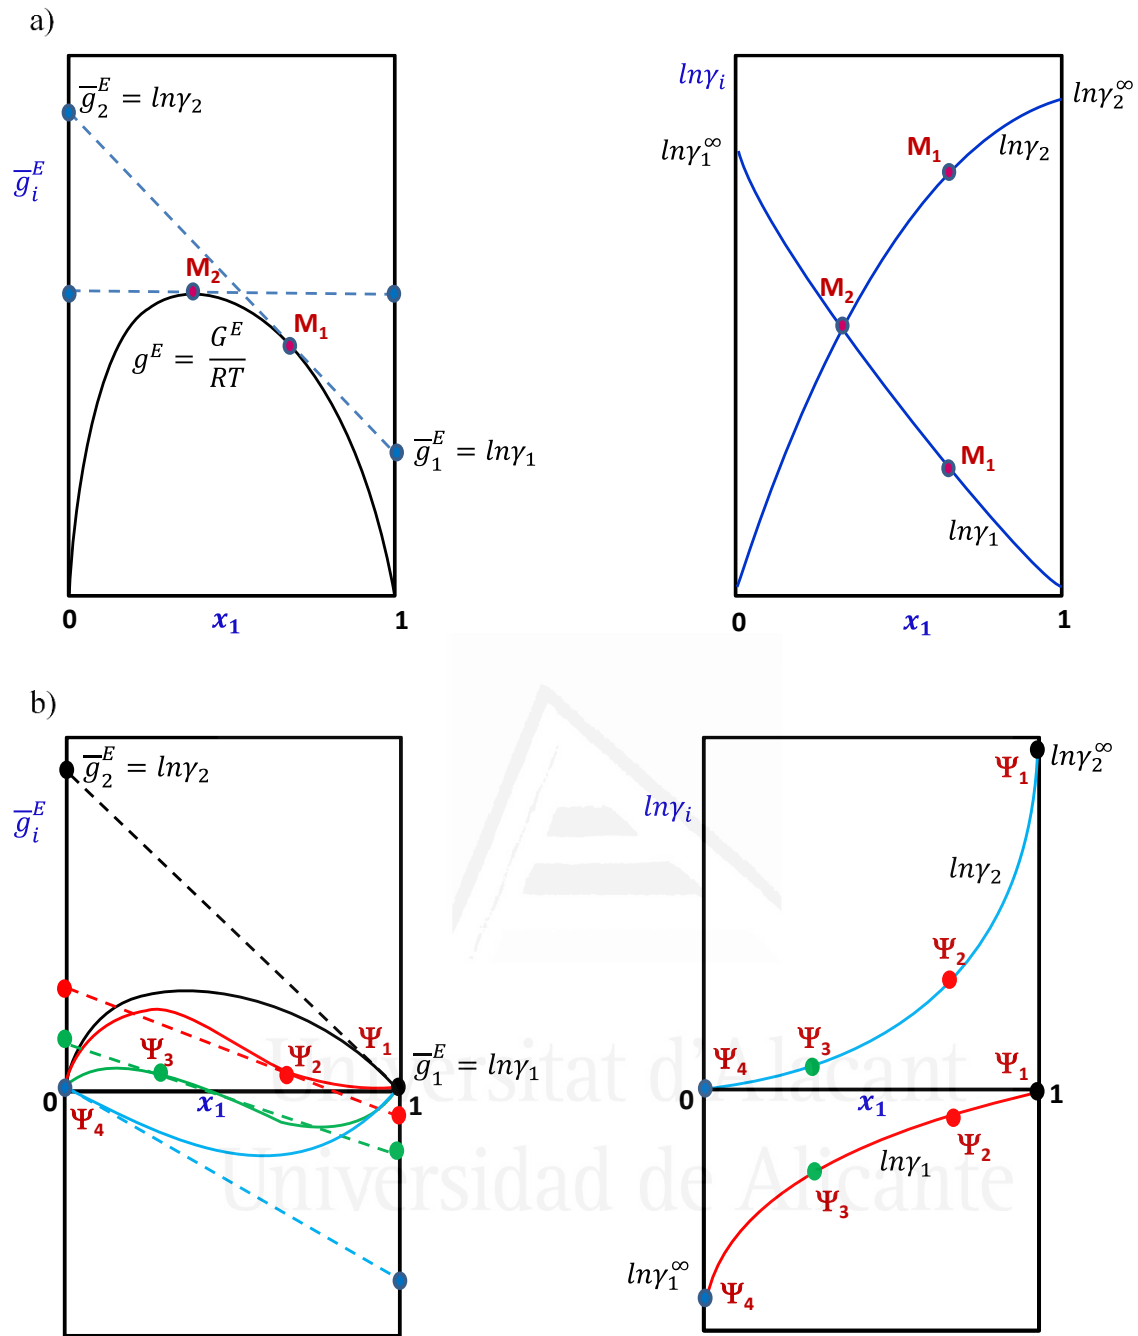 a)
g̅₂ᴱ = lnγ₂
g̅ᵢᴱ
M₂
M₁
gᴱ = Gᴱ/RT
g̅₁ᴱ = lnγ₁
0
x₁
1
lnγᵢ
lnγ₁^∞
lnγ₂^∞
M₁
lnγ₂
M₂
M₁
lnγ₁
0
x₁
1
b)
g̅₂ᴱ = lnγ₂
g̅ᵢᴱ
Ψ₁
Ψ₃
Ψ₂
g̅₁ᴱ = lnγ₁
0
x₁
1
Ψ₄
lnγᵢ
Ψ₁
lnγ₂^∞
lnγ₂
Ψ₂
Ψ₃
Ψ₄
Ψ₁
0
x₁
1
Ψ₂
lnγ₁
Ψ₃
lnγ₁^∞
Ψ₄
Universitat d'Alacant
Universidad de Alicante